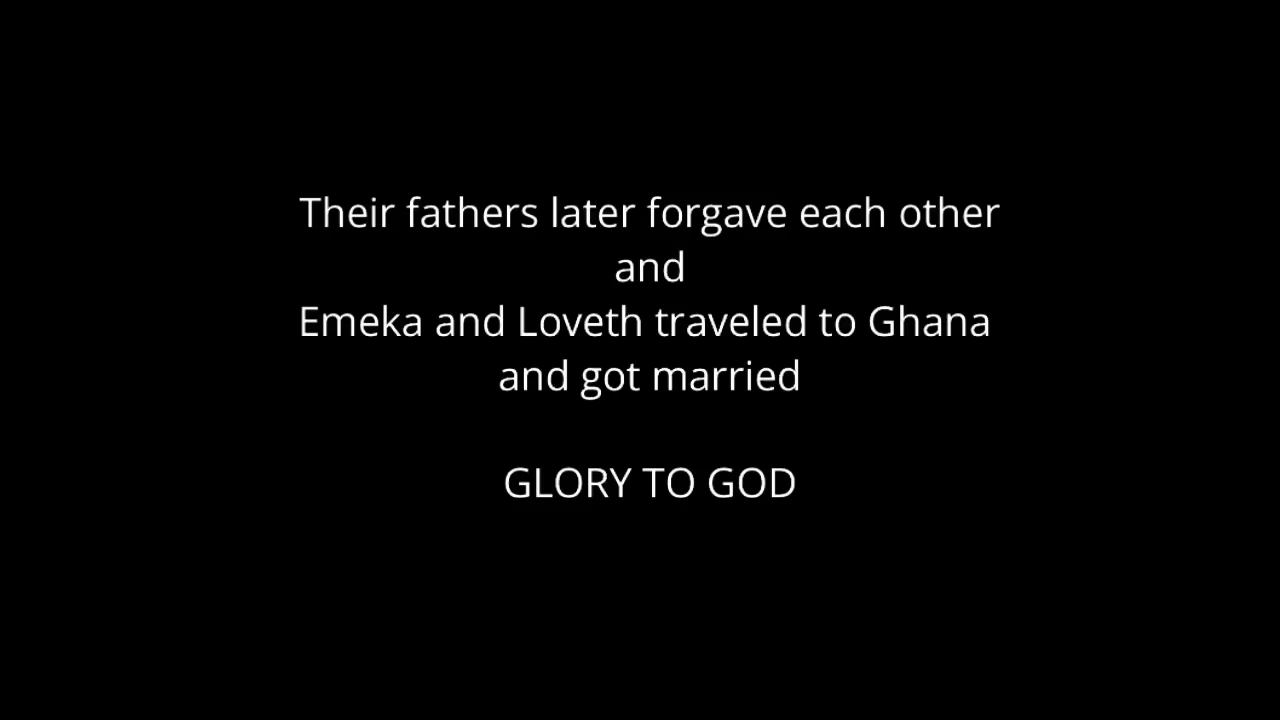 Their fathers later forgave each other
and
Emeka and Loveth traveled to Ghana
and got married
GLORY TO GOD